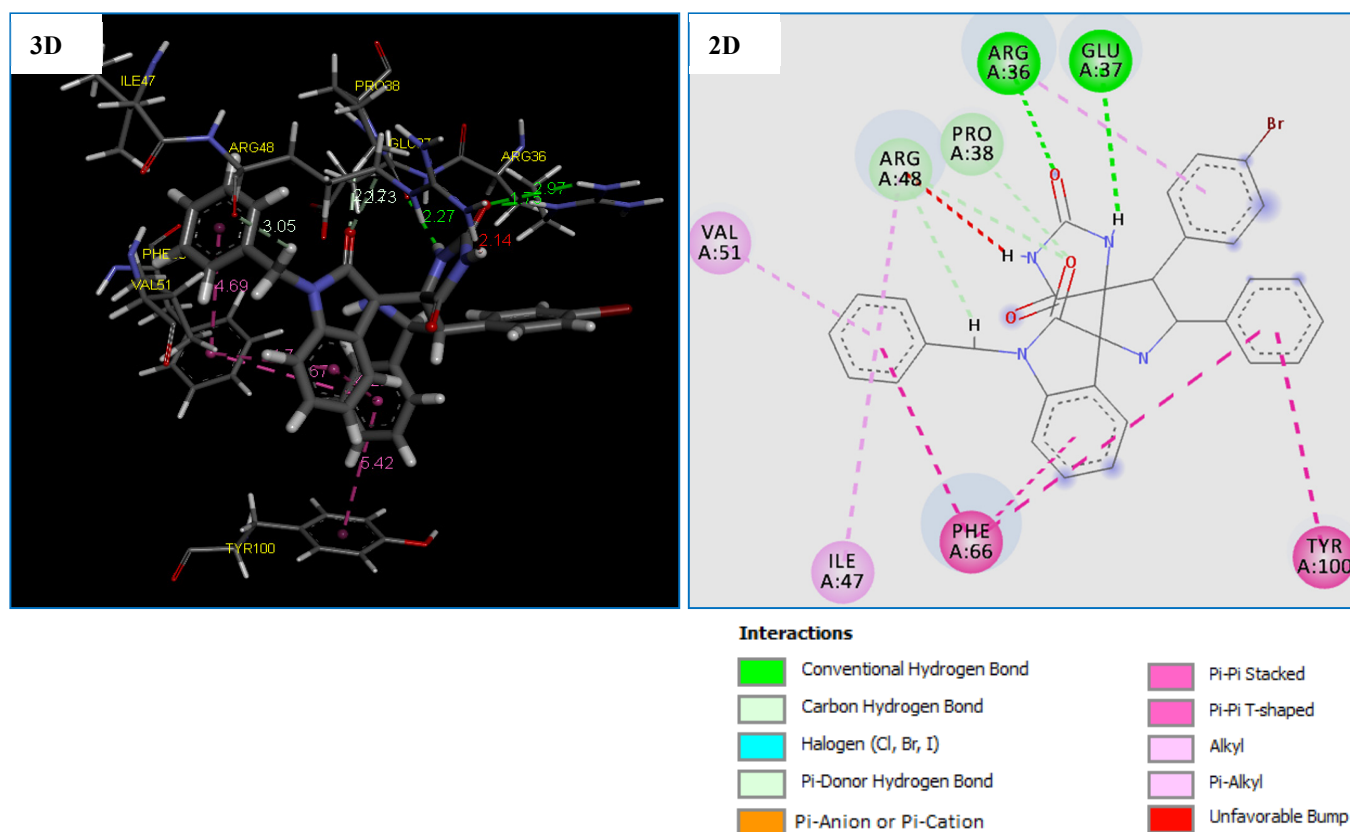 3D
ILE47
PRO38
ARG48
ARG36
2.97
2.27
2.14
3.05
VAL51
4.69
5.42
TYR100
2D
ARG
A:36
GLU
A:37
Br
PRO
A:38
ARG
A:48
O
H
N
H
N
O
VAL
A:51
O
H
N
N
PHE
A:66
ILE
A:47
TYR
A:100
Interactions
Conventional Hydrogen Bond
Carbon Hydrogen Bond
Halogen (Cl, Br, I)
Pi-Donor Hydrogen Bond
Pi-Anion or Pi-Cation
Pi-Pi Stacked
Pi-Pi T-shaped
Alkyl
Pi-Alkyl
Unfavorable Bump